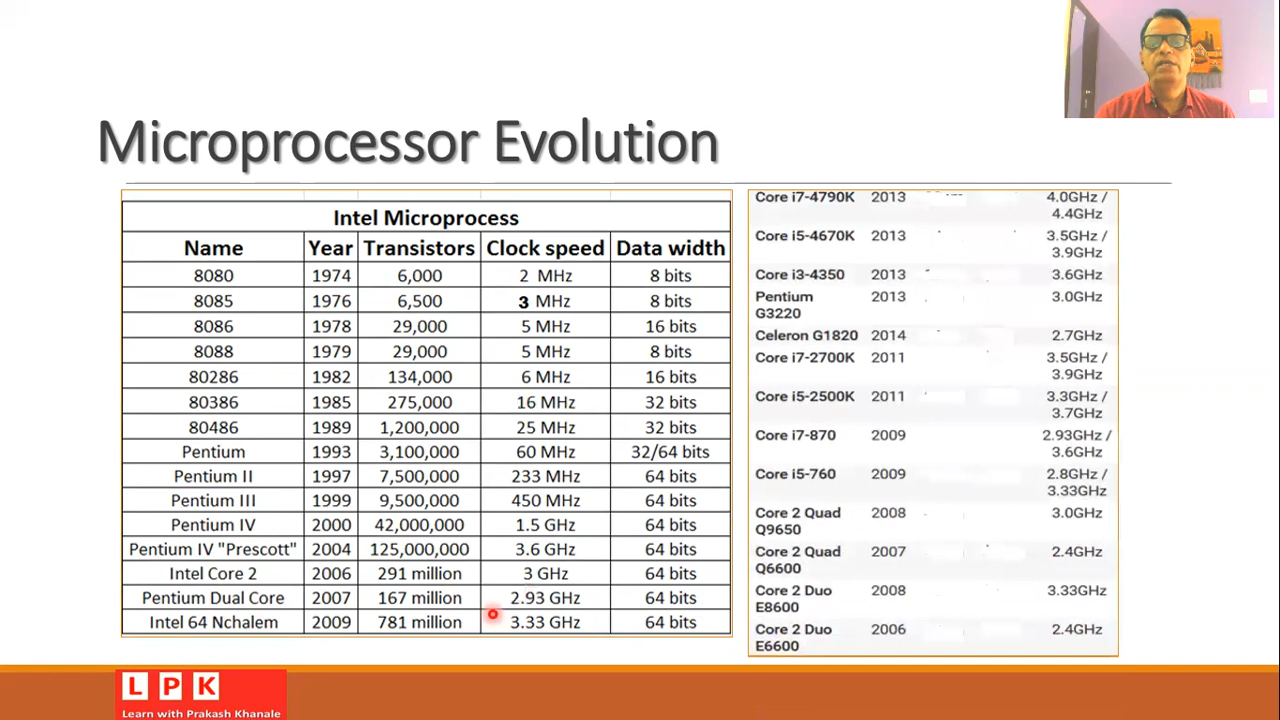 Microprocessor Evolution
Intel Microprocess
Name Year Transistors Clock speed Data width
8080 1974 6,000 2 MHz 8 bits
8085 1976 6,500 3 MHz 8 bits
8086 1978 29,000 5 MHz 16 bits
8088 1979 29,000 5 MHz 8 bits
80286 1982 134,000 6 MHz 16 bits
80386 1985 275,000 16 MHz 32 bits
80486 1989 1,200,000 25 MHz 32 bits
Pentium 1993 3,100,000 60 MHz 32/64 bits
Pentium II 1997 7,500,000 233 MHz 64 bits
Pentium III 1999 9,500,000 450 MHz 64 bits
Pentium IV 2000 42,000,000 1.5 GHz 64 bits
Pentium IV "Prescott" 2004 125,000,000 3.6 GHz 64 bits
Intel Core 2 2006 291 million 3 GHz 64 bits
Pentium Dual Core 2007 167 million 2.93 GHz 64 bits
Intel 64 Nchalem 2009 781 million 3.33 GHz 64 bits
Core i7-4790K 2013 4.0GHz /
4.4GHz
Core i5-4670K 2013 3.5GHz /
3.9GHz
Core i3-4350 2013 3.6GHz
Pentium 2013 3.0GHz
G3220
Celeron G1820 2014 2.7GHz
Core i7-2700K 2011 3.5GHz /
3.9GHz
Core i5-2500K 2011 3.3GHz /
3.7GHz
Core i7-870 2009 2.93GHz /
3.6GHz
Core i5-760 2009 2.8GHz /
3.33GHz
Core 2 Quad 2008 3.0GHz
Q9650
Core 2 Quad 2007 2.4GHz
Q6600
Core 2 Duo 2008 3.33GHz
E8600
Core 2 Duo 2006 2.4GHz
E6600
L P K
Learn with Prakash Khanale